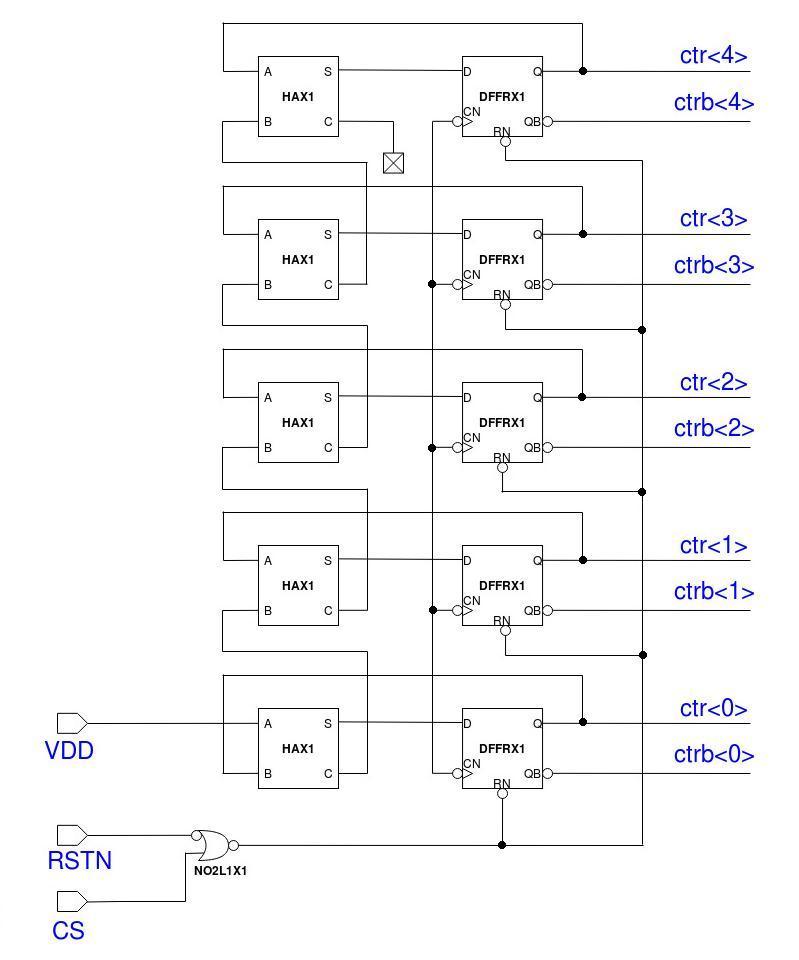 ctr<4>
A S D Q
HAX1 DFFRX1
ctrb<4>
CN
B C QB
RN
ctr<3>
A S D Q
HAX1 DFFRX1
ctrb<3>
CN
B C QB
RN
ctr<2>
A S D Q
HAX1 DFFRX1
ctrb<2>
CN
B C QB
RN
ctr<1>
A S D Q
HAX1 DFFRX1
ctrb<1>
CN
B C QB
RN
ctr<0>
A S D Q
VDD
HAX1 DFFRX1
ctrb<0>
CN
B C QB
RN
RSTN
NO2L1X1
CS